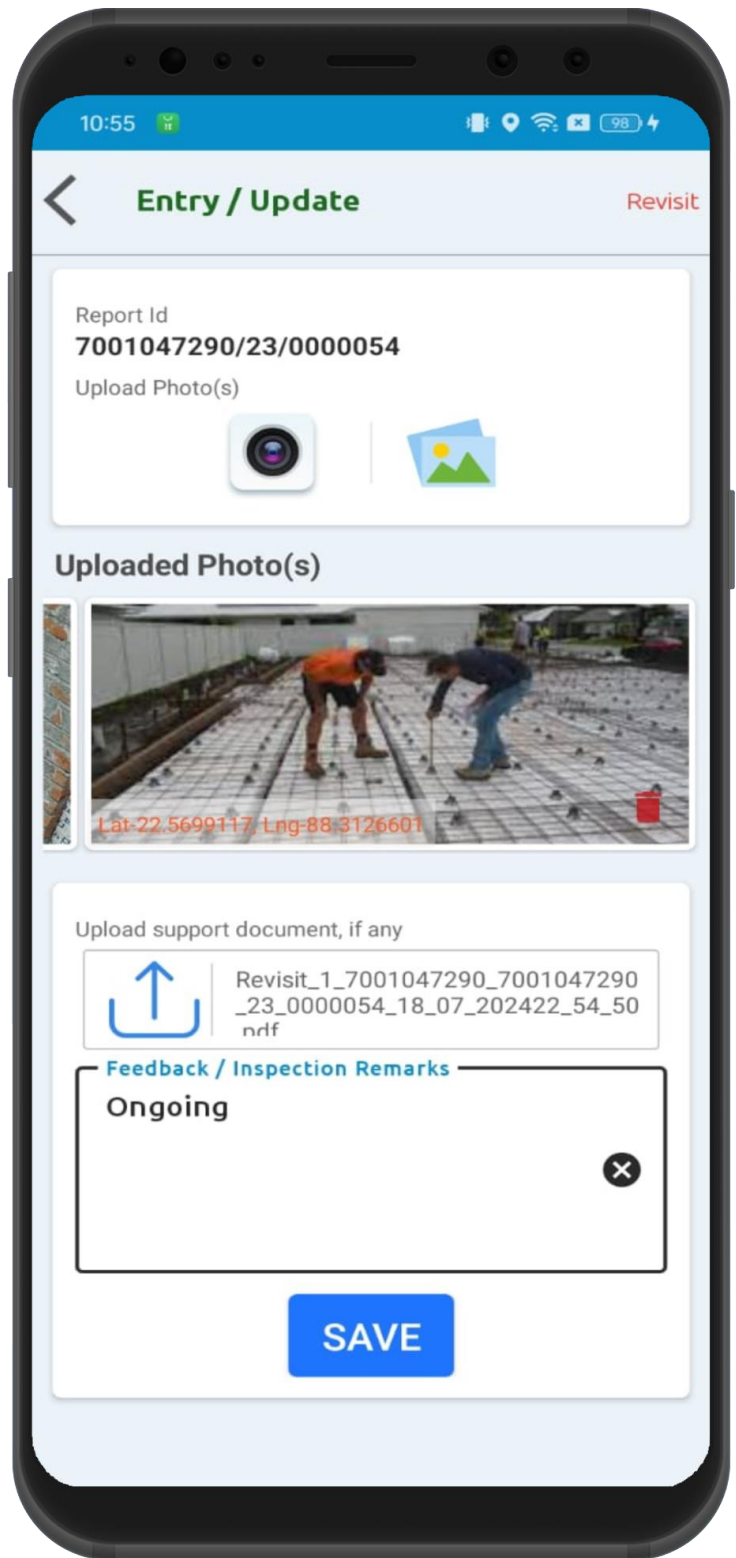 10:55
98
Entry / Update
Revisit
Report Id
7001047290/23/0000054
Upload Photo(s)
Uploaded Photo(s)
Lat-22.5699117, Lng-88.3126601
Upload support document, if any
Revisit_1_7001047290_7001047290
_23_0000054_18_07_202422_54_50
.pdf
Feedback / Inspection Remarks
Ongoing
SAVE